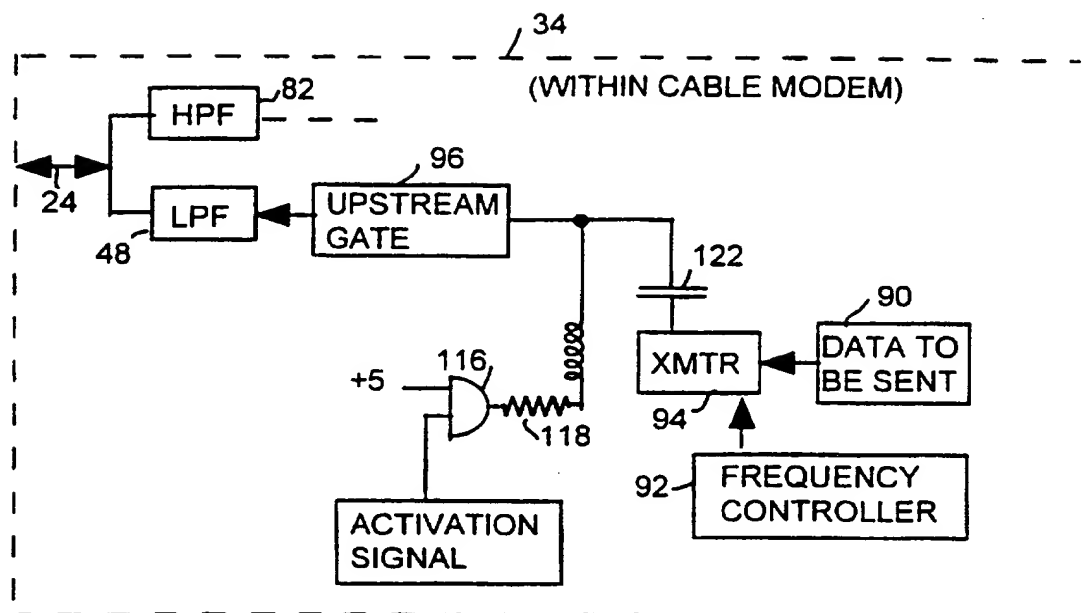 34
(WITHIN CABLE MODEM)
HPF
82
24
LPF
48
96
UPSTREAM
GATE
122
90
DATA TO
BE SENT
XMTR
94
116
+5
118
92
FREQUENCY
CONTROLLER
ACTIVATION
SIGNAL